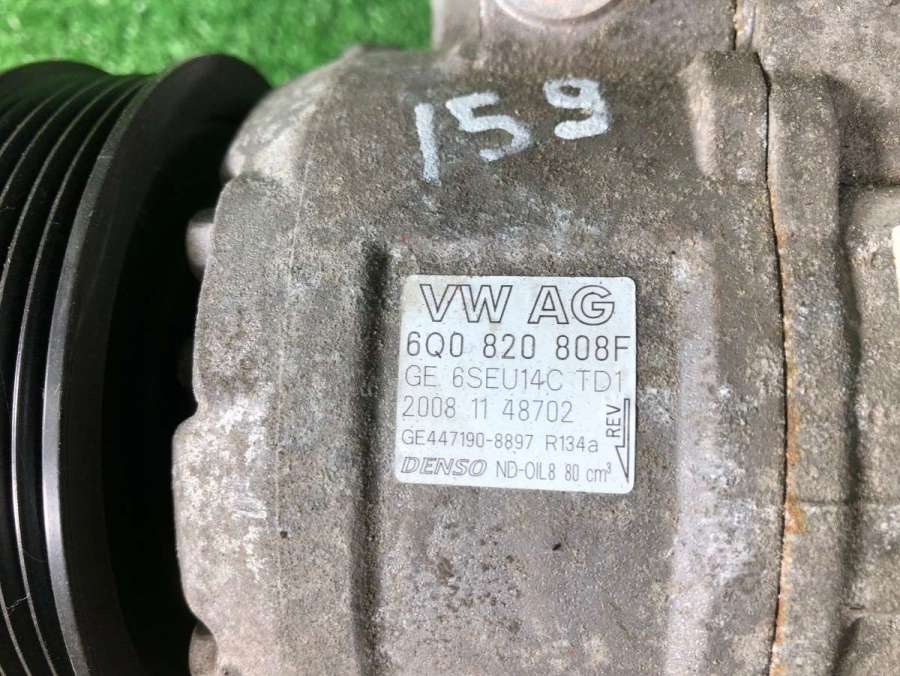 159
VW AG
6Q0 820 808F
GE 6SEU14C TD1
2008 11 48702
GE447190-8897 R134a
DENSO ND-OIL8 80 cm³
REV